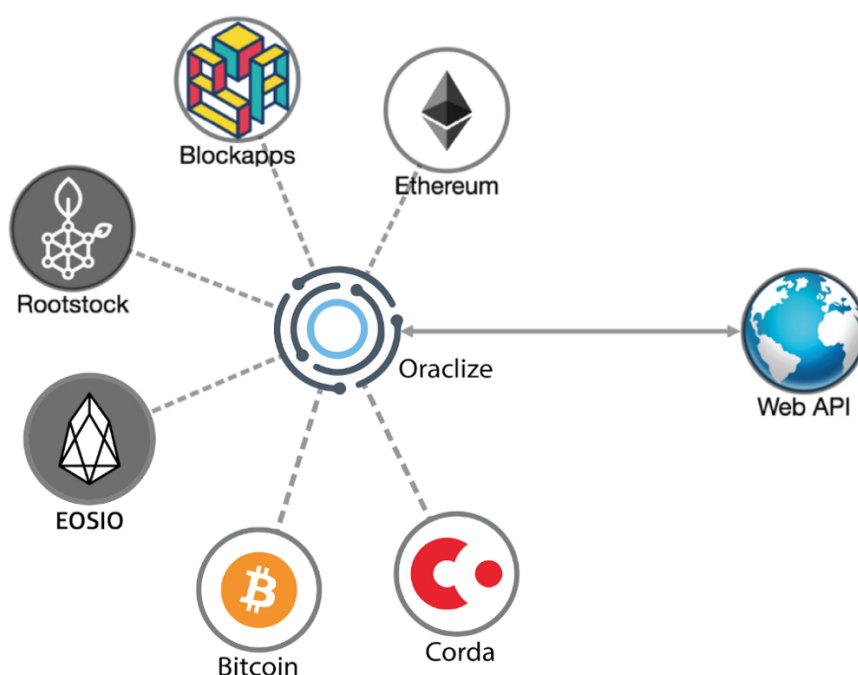 Blockapps
Ethereum
Rootstock
Oraclize
Web API
EOSIO
Bitcoin
Corda